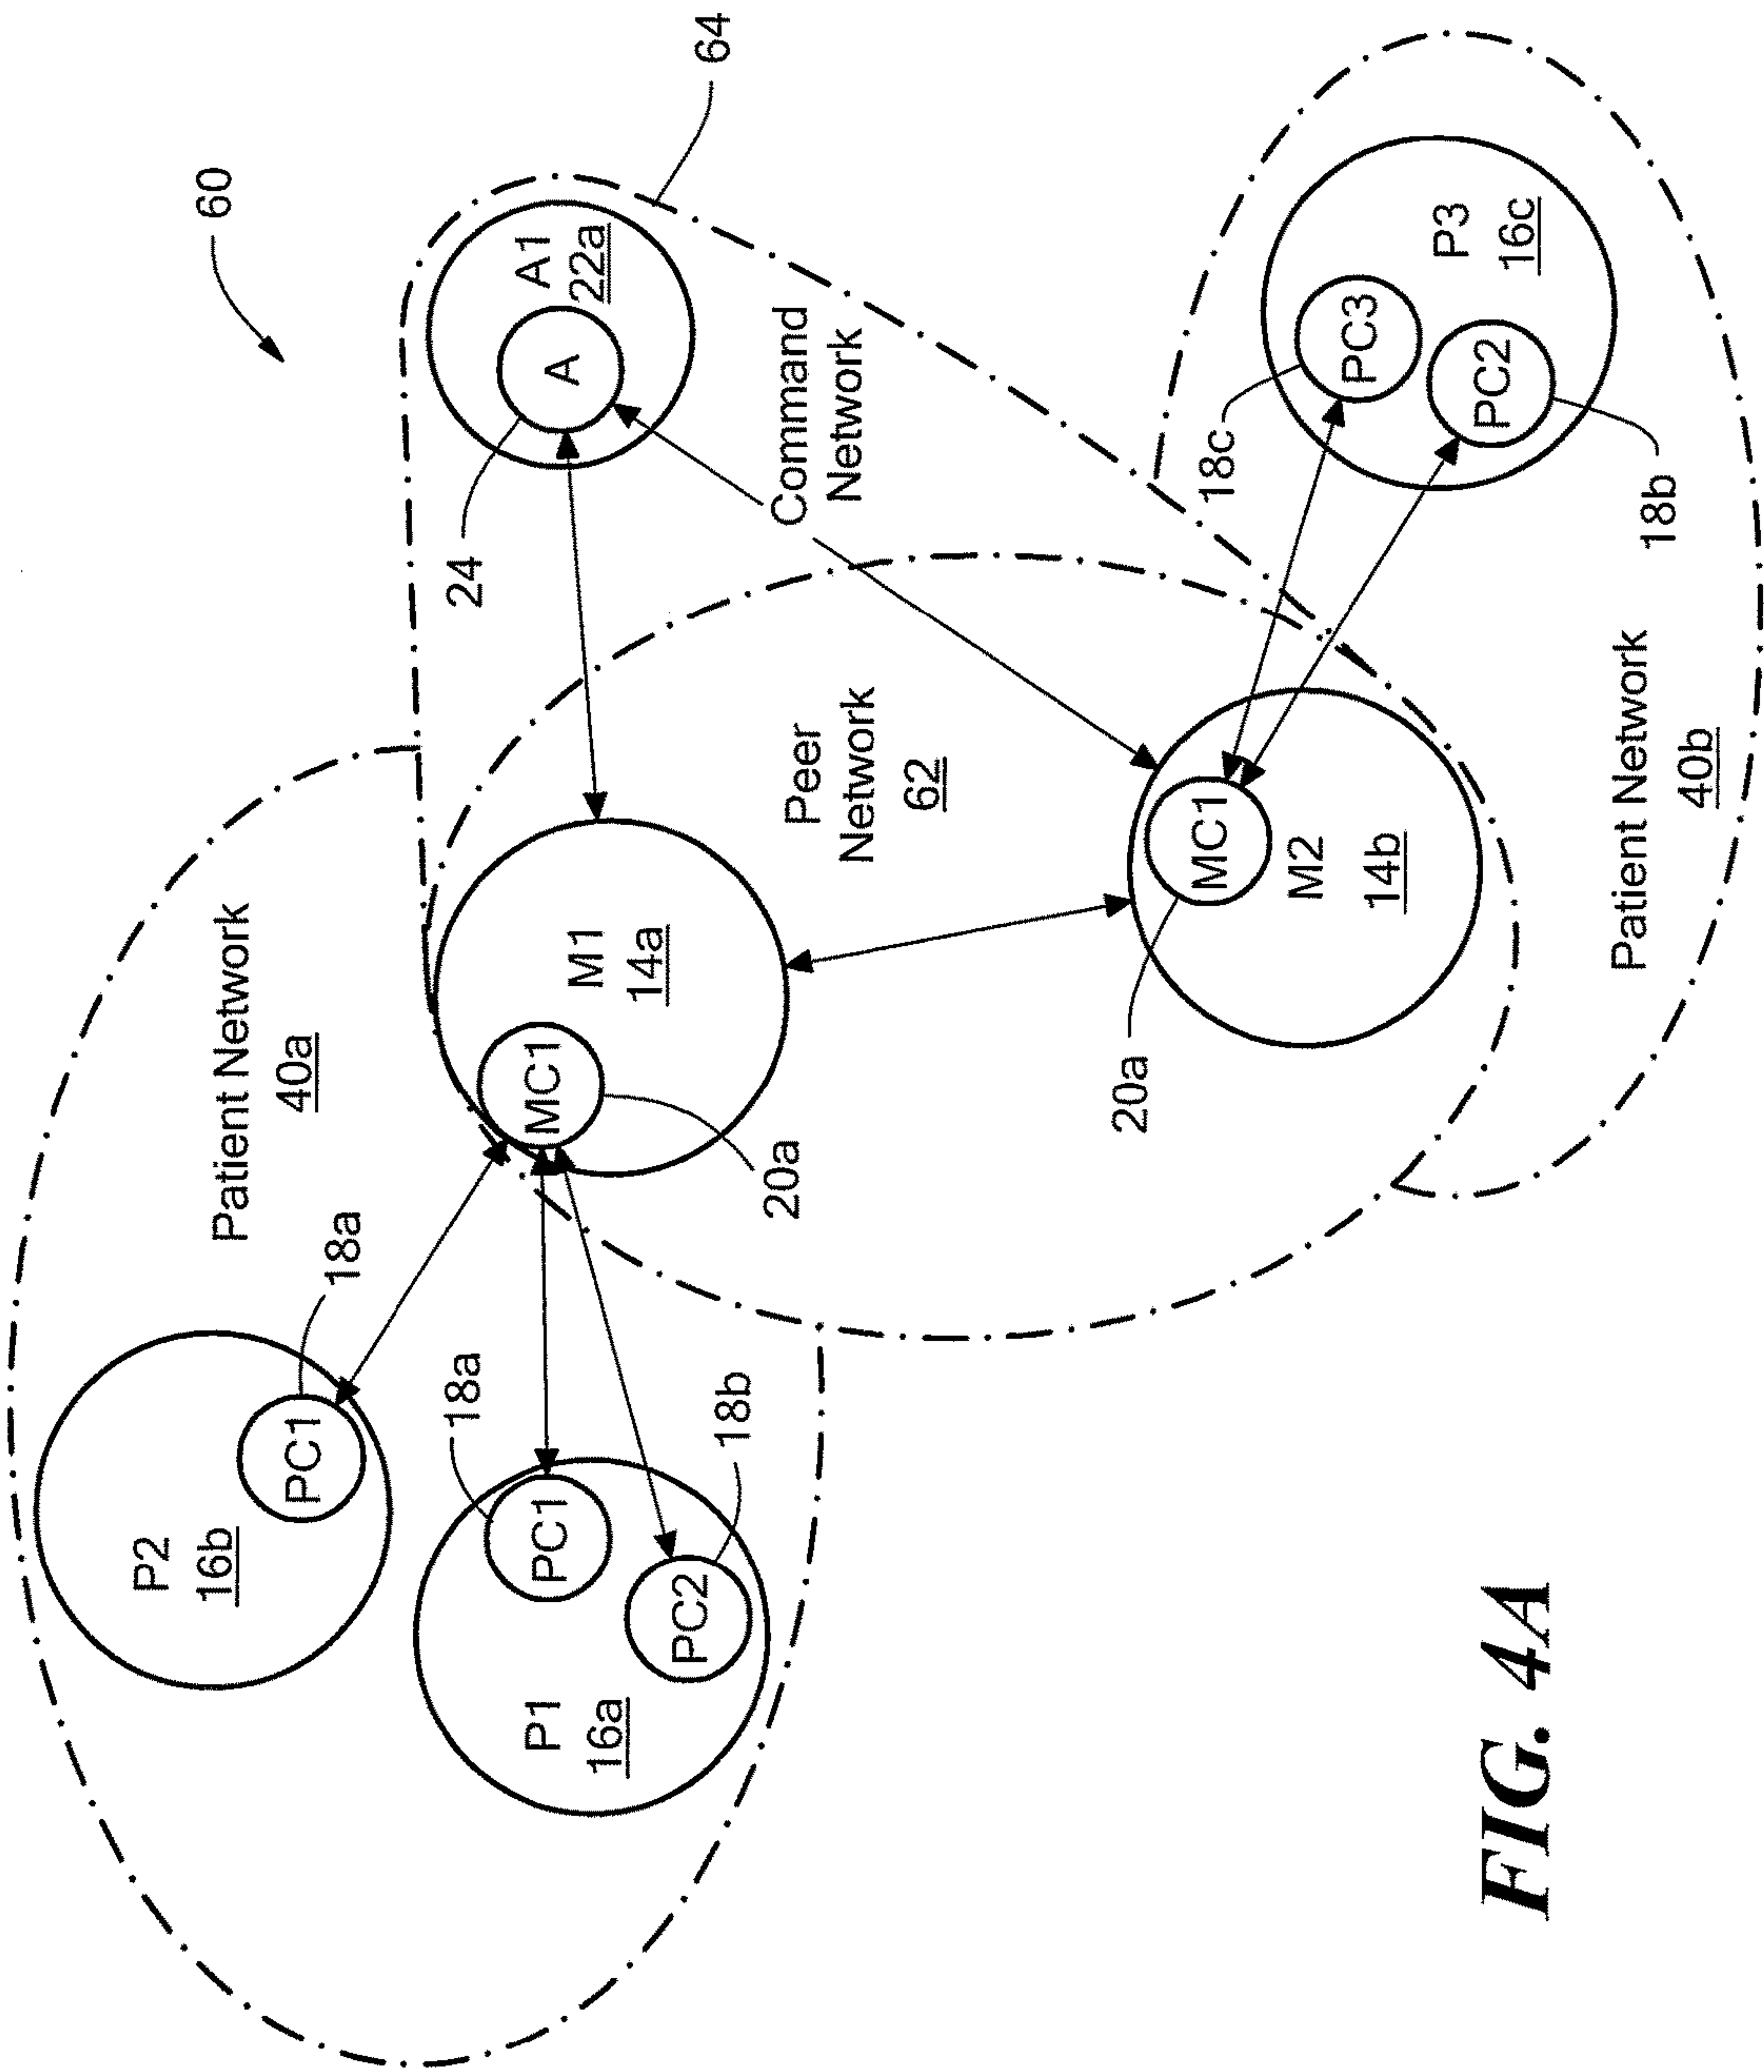 60
64
Patient Network
40a
P2
16b
PC1
18a
P1
16a
PC1
18a
PC2
18b
M1
14a
MC1
20a
A1
22a
A
24
Command
Network
Peer
Network
62
MC1
M2
14b
20a
P3
16c
PC3
18c
PC2
18b
Patient Network
40b
FIG. 4A